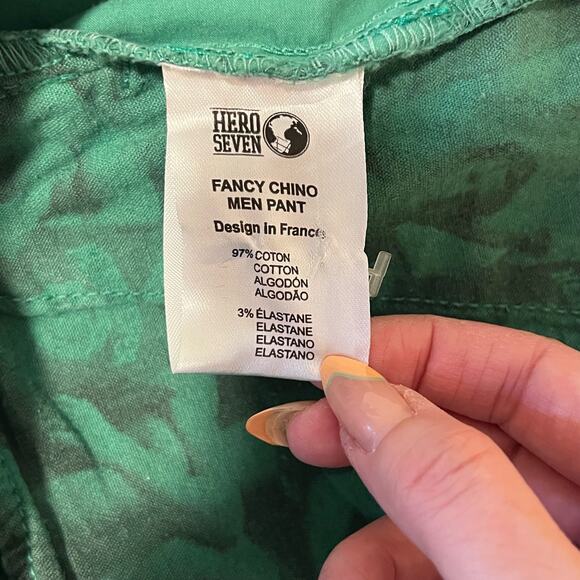 HERO
SEVEN
FANCY CHINO
MEN PANT
Design in France
97% COTON
COTTON
ALGODÓN
ALGODÃO
3% ÉLASTANE
ELASTANE
ELASTANO
ELASTANO